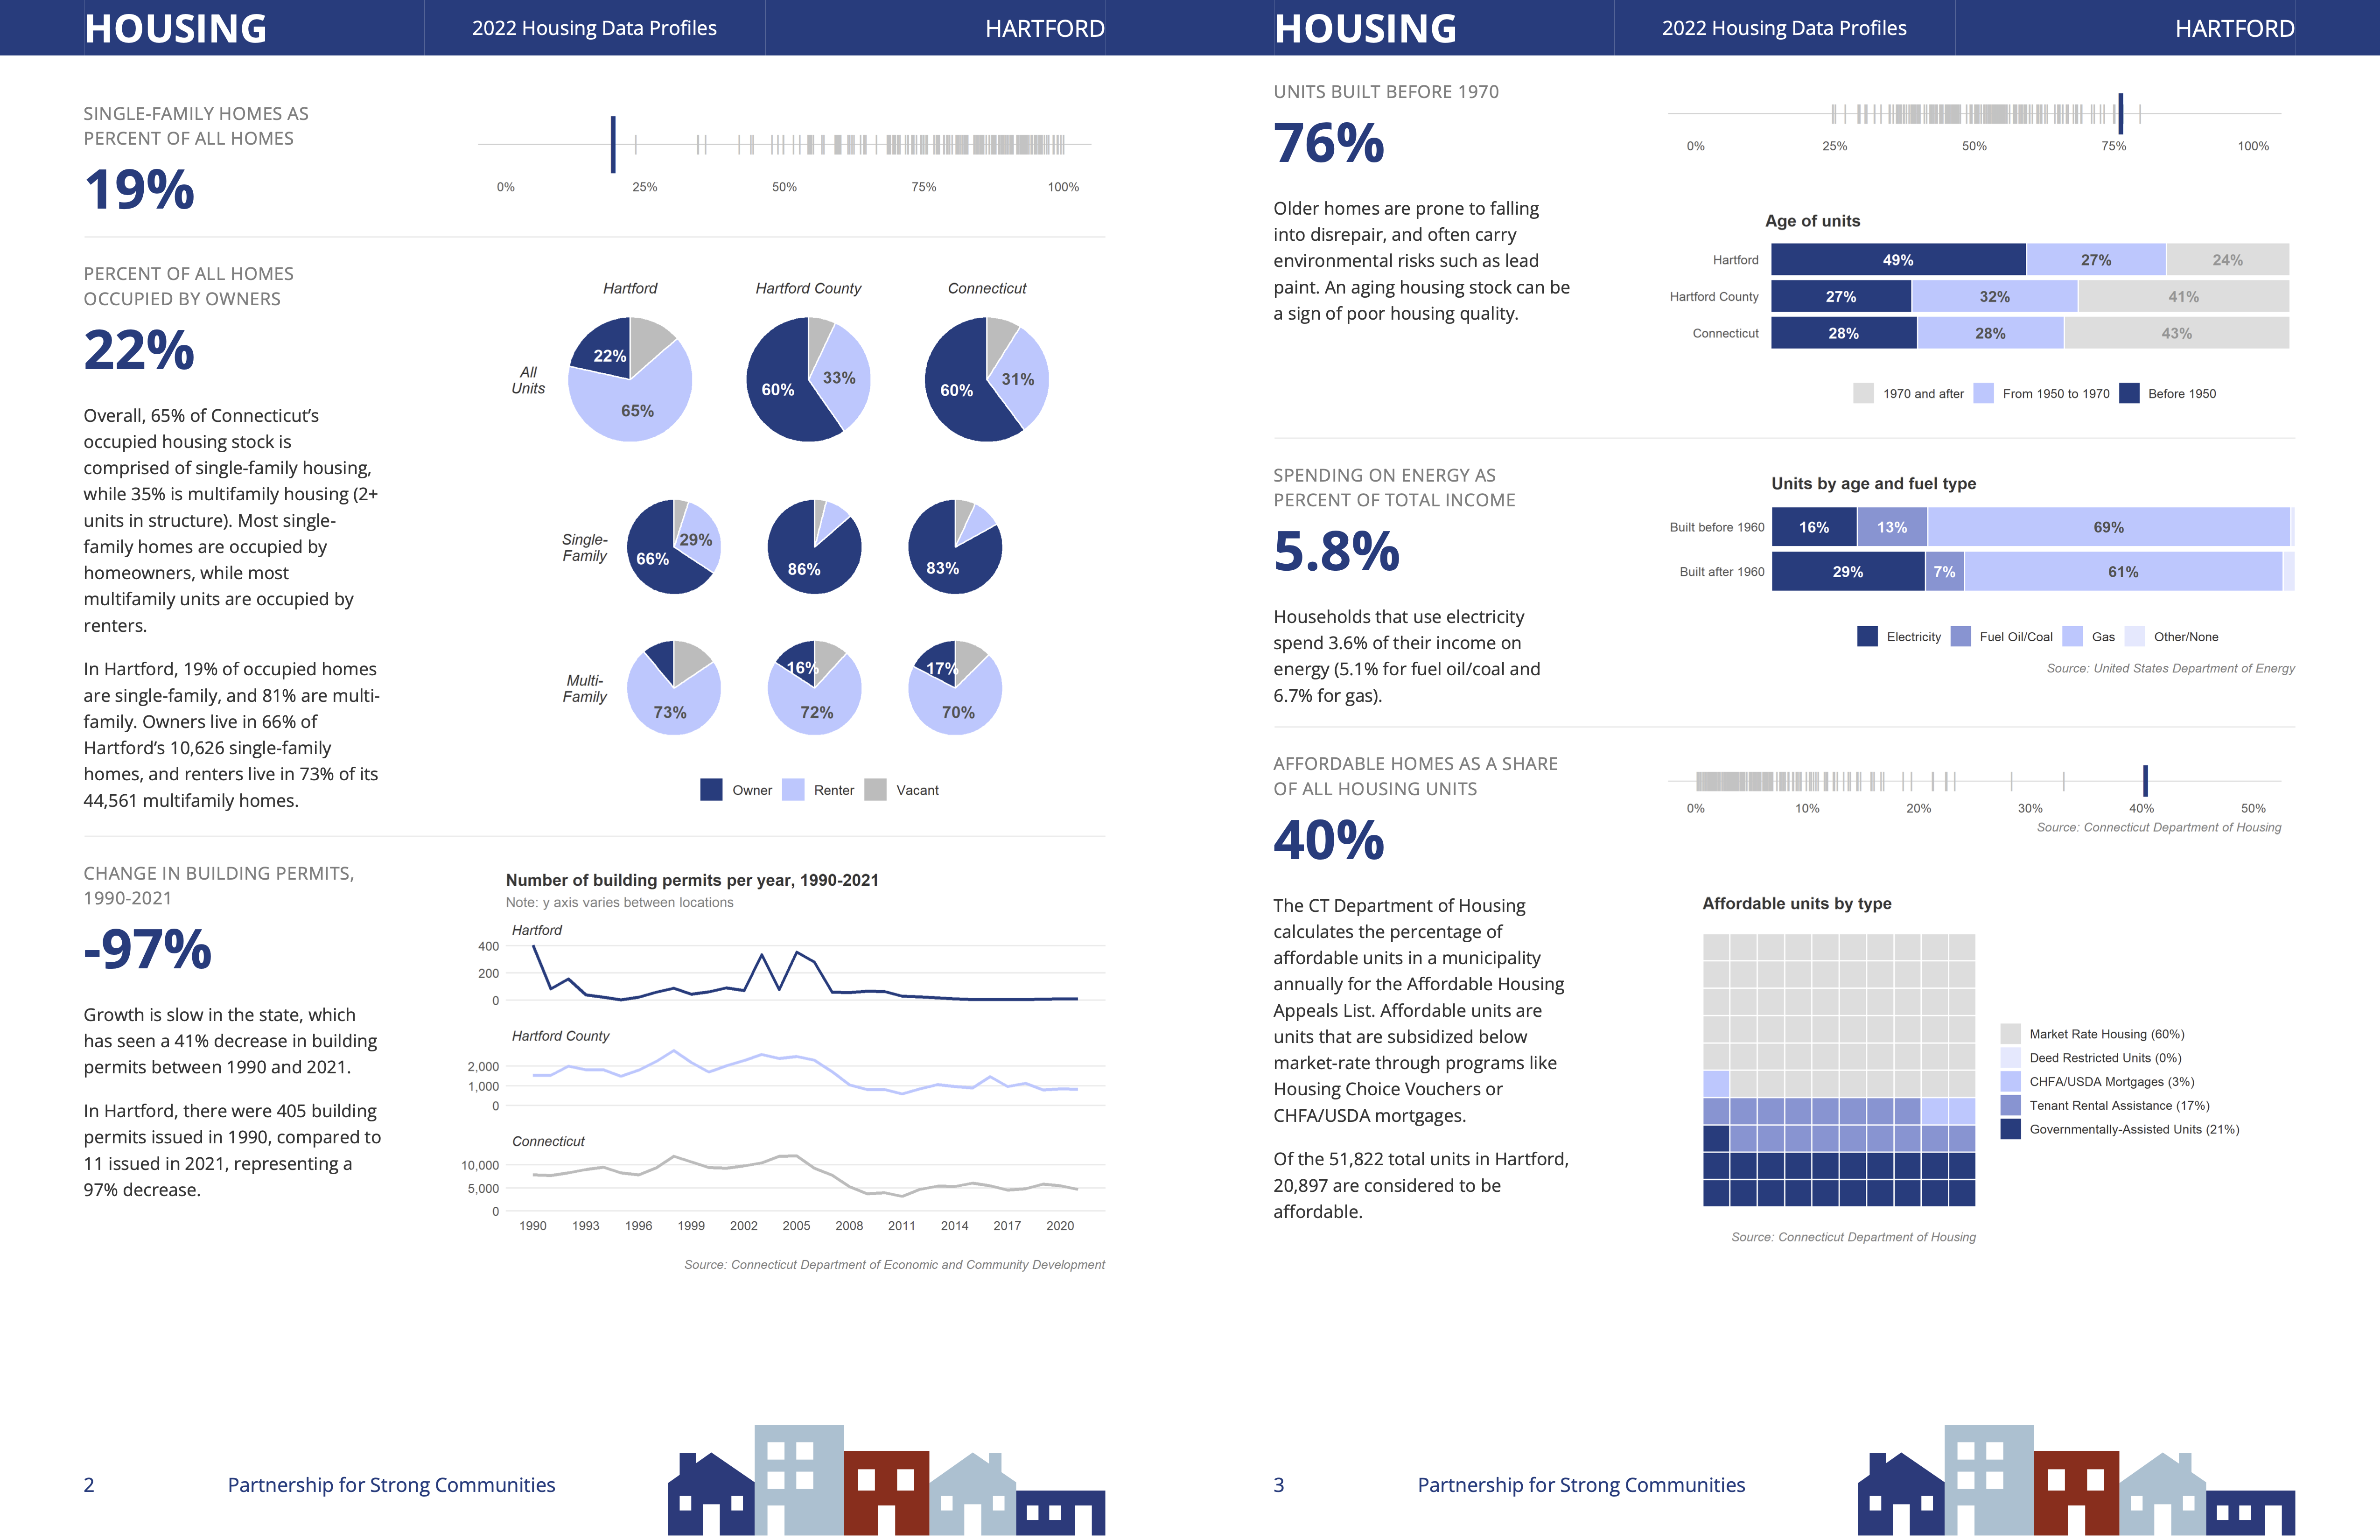 HOUSING
2022 Housing Data Profiles
HARTFORD
SINGLE-FAMILY HOMES AS
PERCENT OF ALL HOMES
19%
0%
25%
50%
75%
100%
PERCENT OF ALL HOMES
OCCUPIED BY OWNERS
22%
Overall, 65% of Connecticut’s
occupied housing stock is
comprised of single-family housing,
while 35% is multifamily housing (2+
units in structure). Most single-
family homes are occupied by
homeowners, while most
multifamily units are occupied by
renters.
In Hartford, 19% of occupied homes
are single-family, and 81% are multi-
family. Owners live in 66% of
Hartford’s 10,626 single-family
homes, and renters live in 73% of its
44,561 multifamily homes.
Hartford
Hartford County
Connecticut
All
Units
22%
65%
60%
33%
60%
31%
Single-
Family
66%
29%
86%
83%
Multi-
Family
73%
16%
72%
17%
70%
Owner
Renter
Vacant
CHANGE IN BUILDING PERMITS,
1990-2021
-97%
Growth is slow in the state, which
has seen a 41% decrease in building
permits between 1990 and 2021.
In Hartford, there were 405 building
permits issued in 1990, compared to
11 issued in 2021, representing a
97% decrease.
Number of building permits per year, 1990-2021
Note: y axis varies between locations
Hartford
400
200
0
Hartford County
2,000
1,000
0
Connecticut
10,000
5,000
0
1990
1993
1996
1999
2002
2005
2008
2011
2014
2017
2020
Source: Connecticut Department of Economic and Community Development
2
Partnership for Strong Communities
HOUSING
2022 Housing Data Profiles
HARTFORD
UNITS BUILT BEFORE 1970
76%
0%
25%
50%
75%
100%
Older homes are prone to falling
into disrepair, and often carry
environmental risks such as lead
paint. An aging housing stock can be
a sign of poor housing quality.
Age of units
Hartford
49%
27%
24%
Hartford County
27%
32%
41%
Connecticut
28%
28%
43%
1970 and after
From 1950 to 1970
Before 1950
SPENDING ON ENERGY AS
PERCENT OF TOTAL INCOME
5.8%
Households that use electricity
spend 3.6% of their income on
energy (5.1% for fuel oil/coal and
6.7% for gas).
Units by age and fuel type
Built before 1960
16%
13%
69%
Built after 1960
29%
7%
61%
Electricity
Fuel Oil/Coal
Gas
Other/None
Source: United States Department of Energy
AFFORDABLE HOMES AS A SHARE
OF ALL HOUSING UNITS
40%
0%
10%
20%
30%
40%
50%
Source: Connecticut Department of Housing
The CT Department of Housing
calculates the percentage of
affordable units in a municipality
annually for the Affordable Housing
Appeals List. Affordable units are
units that are subsidized below
market-rate through programs like
Housing Choice Vouchers or
CHFA/USDA mortgages.
Of the 51,822 total units in Hartford,
20,897 are considered to be
affordable.
Affordable units by type
Market Rate Housing (60%)
Deed Restricted Units (0%)
CHFA/USDA Mortgages (3%)
Tenant Rental Assistance (17%)
Governmentally-Assisted Units (21%)
Source: Connecticut Department of Housing
3
Partnership for Strong Communities